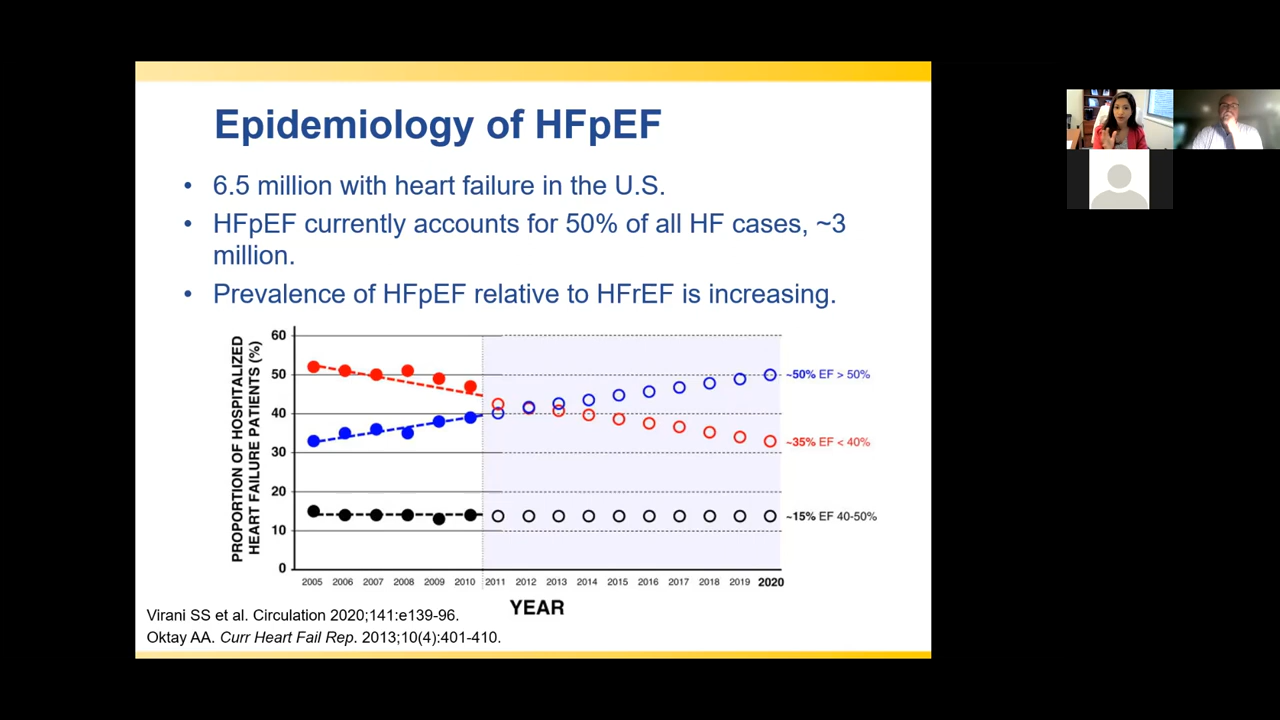 Epidemiology of HFpEF
• 6.5 million with heart failure in the U.S.
• HFpEF currently accounts for 50% of all HF cases, ~3
million.
• Prevalence of HFpEF relative to HFrEF is increasing.
PROPORTION OF HOSPITALIZED
HEART FAILURE PATIENTS (%)
60
50
40
30
20
10
0
~50% EF > 50%
~35% EF < 40%
~15% EF 40-50%
2005 2006 2007 2008 2009 2010 2011 2012 2013 2014 2015 2016 2017 2018 2019 2020
YEAR
Virani SS et al. Circulation 2020;141:e139-96.
Oktay AA. Curr Heart Fail Rep. 2013;10(4):401-410.